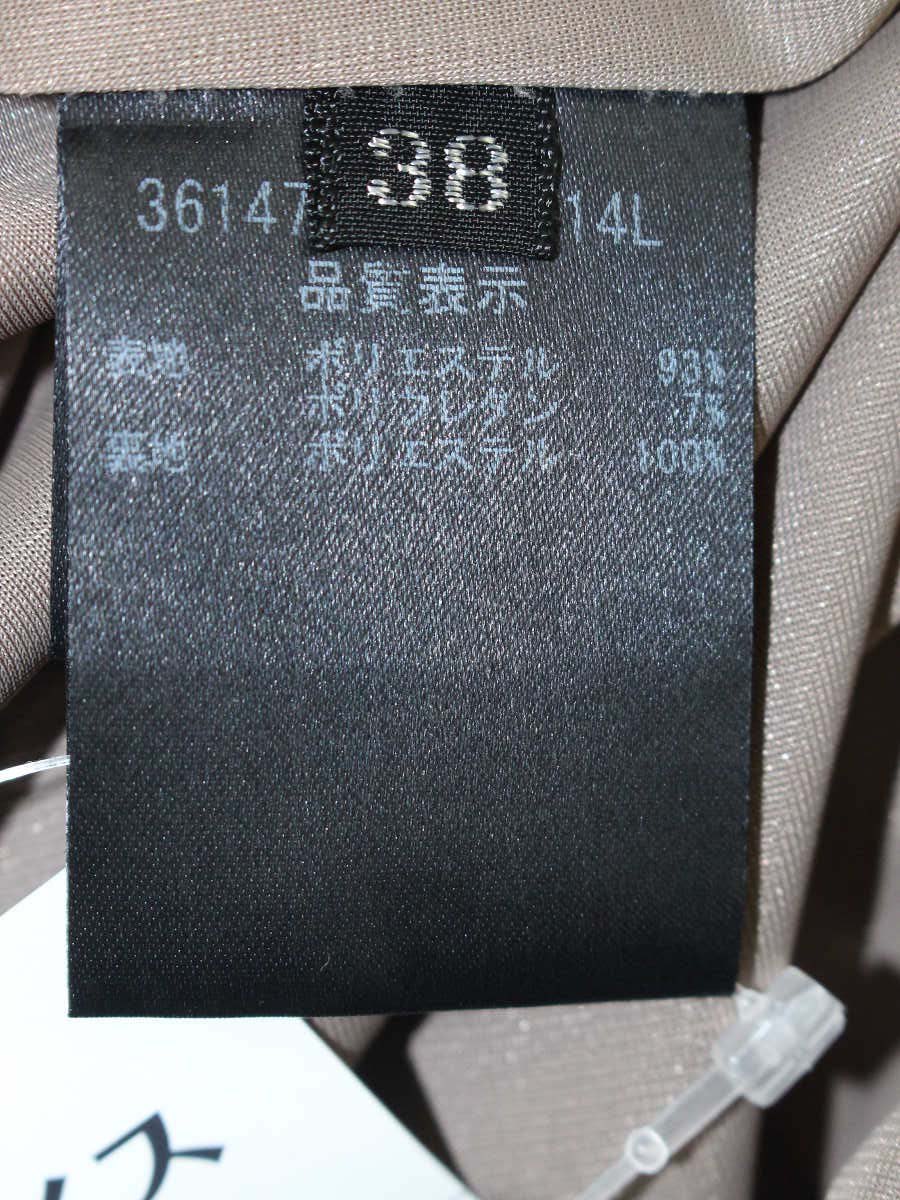 38
36147 14L
品質表示
表地 ポリエステル 93%
ポリウレタン 7%
裏地 ポリエステル 100%
ス